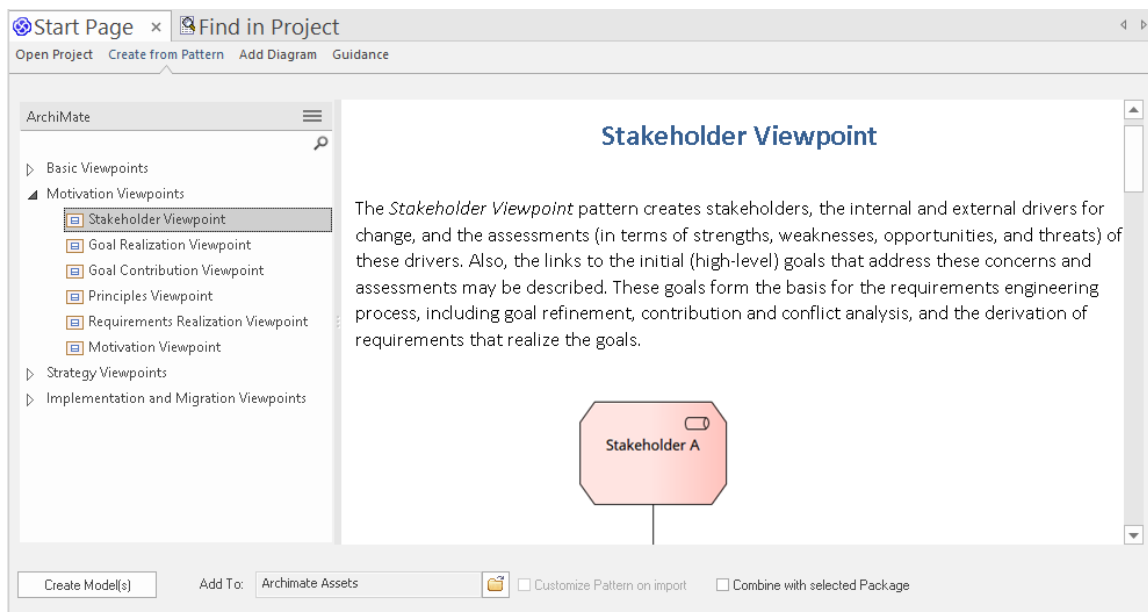 Start Page × Find in Project
Open Project Create from Pattern Add Diagram Guidance
ArchiMate
Basic Viewpoints
Motivation Viewpoints
Stakeholder Viewpoint
Goal Realization Viewpoint
Goal Contribution Viewpoint
Principles Viewpoint
Requirements Realization Viewpoint
Motivation Viewpoint
Strategy Viewpoints
Implementation and Migration Viewpoints
Stakeholder Viewpoint
The Stakeholder Viewpoint pattern creates stakeholders, the internal and external drivers for
change, and the assessments (in terms of strengths, weaknesses, opportunities, and threats) of
these drivers. Also, the links to the initial (high-level) goals that address these concerns and
assessments may be described. These goals form the basis for the requirements engineering
process, including goal refinement, contribution and conflict analysis, and the derivation of
requirements that realize the goals.
Stakeholder A
Create Model(s) Add To: Archimate Assets Customize Pattern on import Combine with selected Package